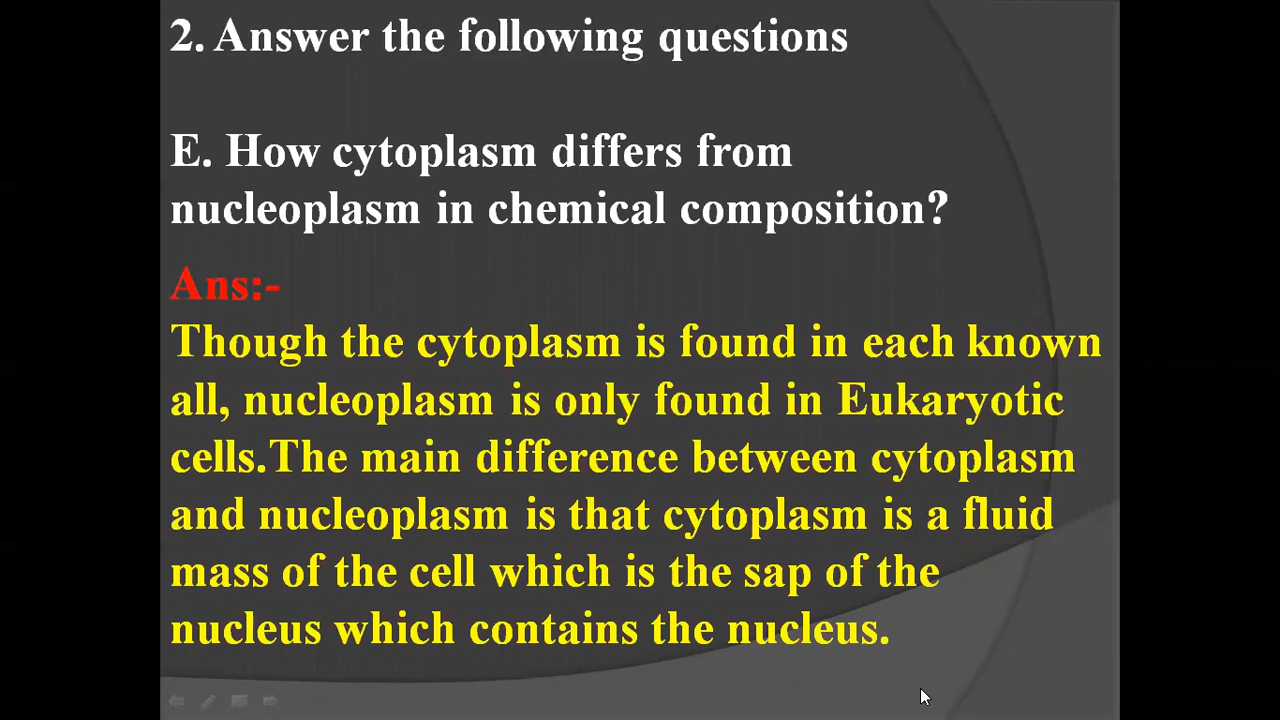 2. Answer the following questions
E. How cytoplasm differs from
nucleoplasm in chemical composition?
Ans:-
Though the cytoplasm is found in each known
all, nucleoplasm is only found in Eukaryotic
cells.The main difference between cytoplasm
and nucleoplasm is that cytoplasm is a fluid
mass of the cell which is the sap of the
nucleus which contains the nucleus.